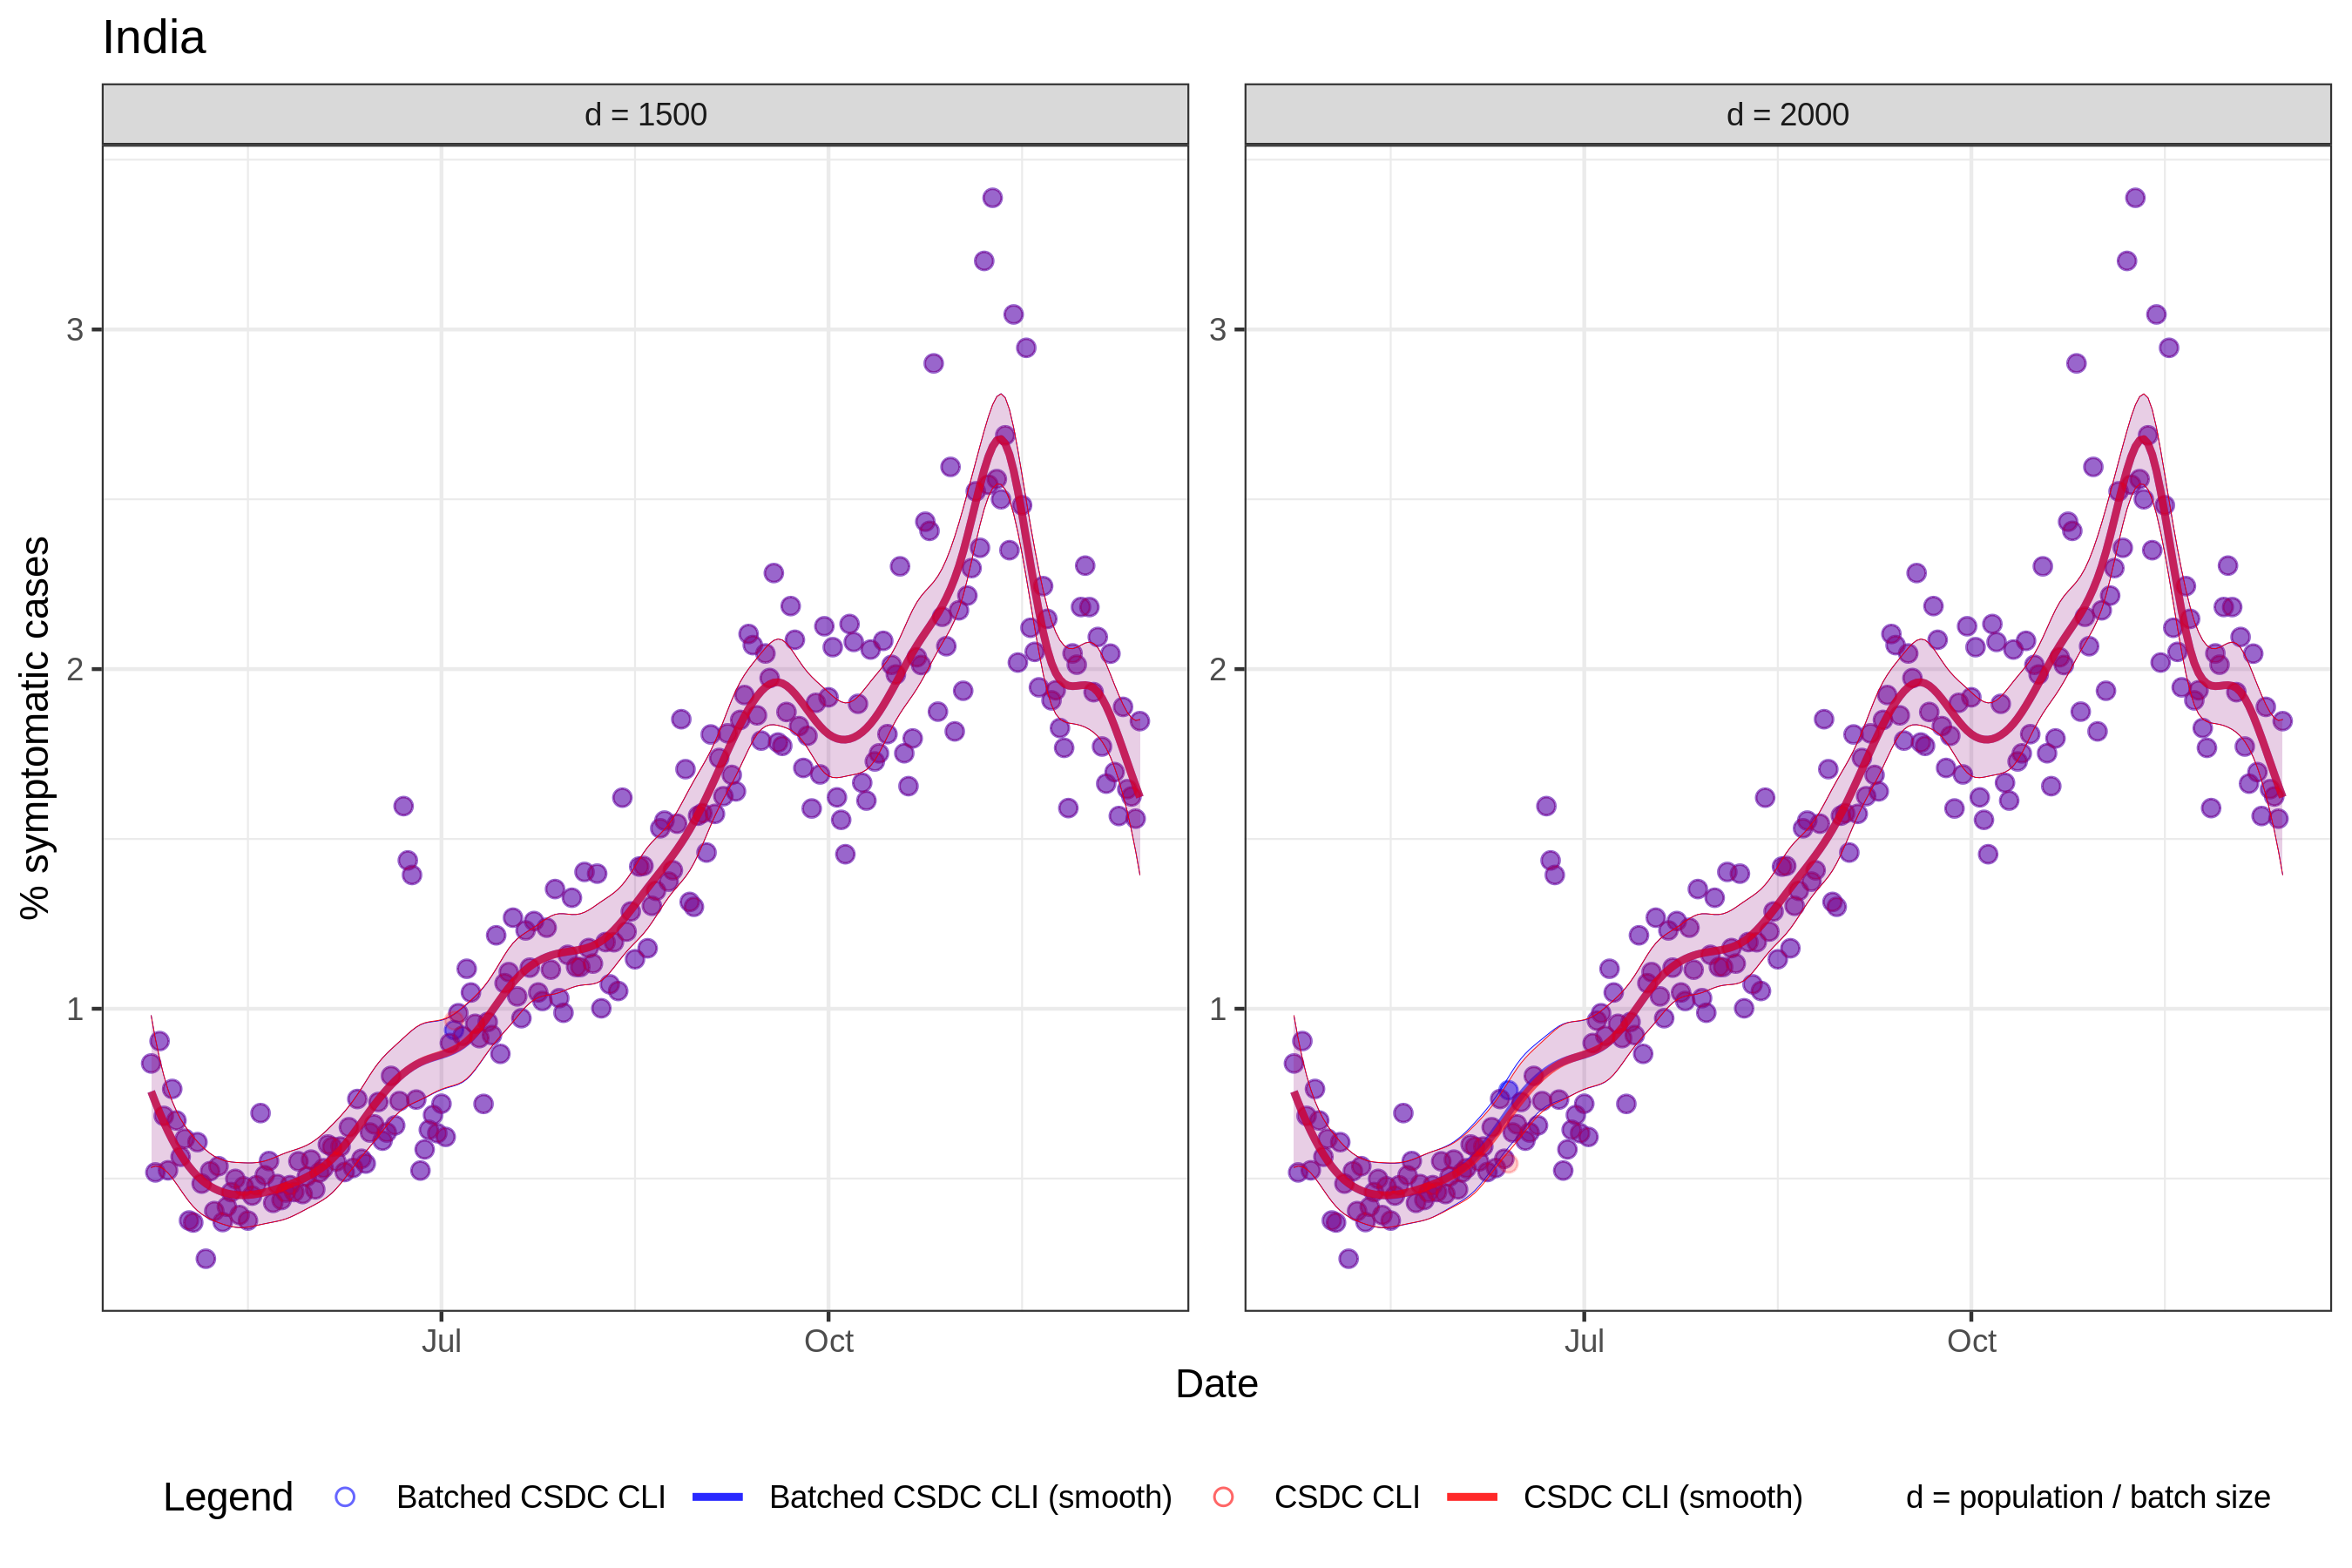 India
d = 1500
d = 2000
% symptomatic cases
3
2
1
3
2
1
Jul
Oct
Jul
Oct
Date
Legend
Batched CSDC CLI
Batched CSDC CLI (smooth)
CSDC CLI
CSDC CLI (smooth)
d = population / batch size